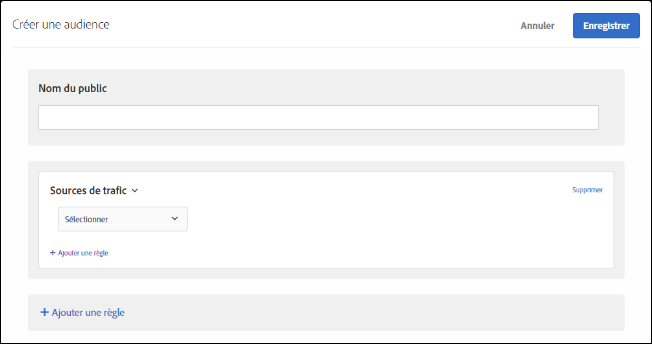 Créer une audience
Annuler
Enregistrer
Nom du public
Sources de trafic
Supprimer
Sélectionner
+ Ajouter une règle
+ Ajouter une règle